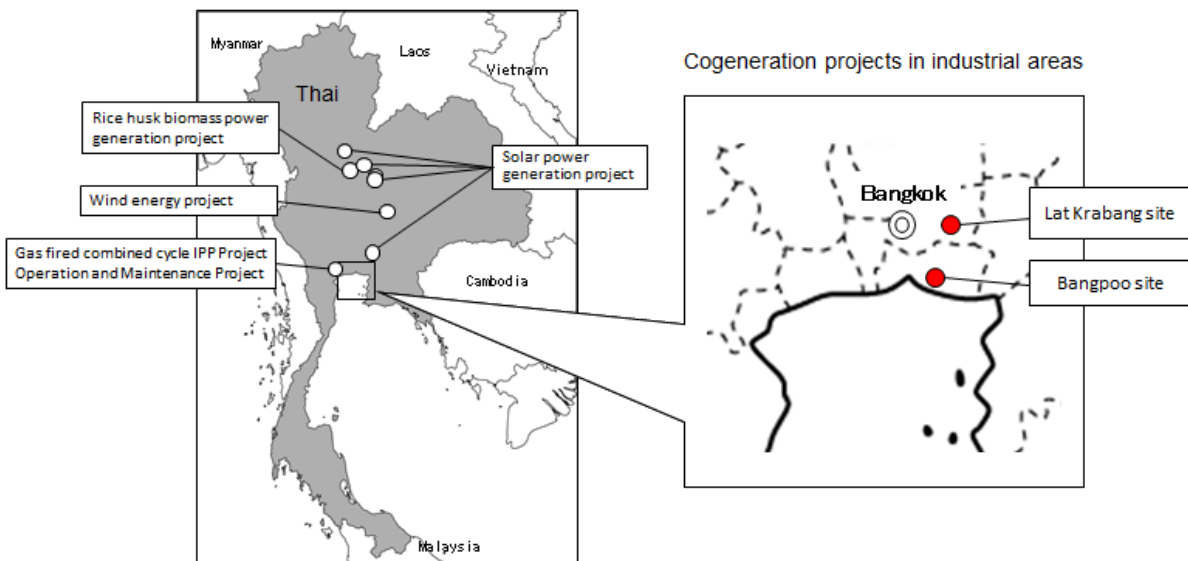 Myanmar
Laos
Vietnam
Thai
Rice husk biomass power
generation project
Solar power
generation project
Wind energy project
Gas fired combined cycle IPP Project
Operation and Maintenance Project
Cambodia
Malaysia
Cogeneration projects in industrial areas
Bangkok
Lat Krabang site
Bangpoo site